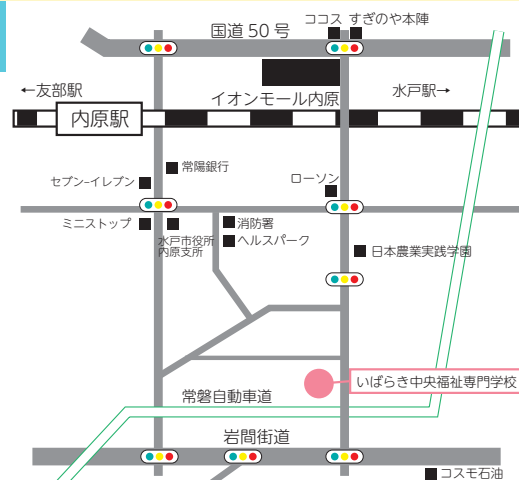 ココス すぎのや本陣
国道 50 号
←友部駅
イオンモール内原
水戸駅→
内原駅
常陽銀行
セブン-イレブン
ローソン
ミニストップ
水戸市役所
内原支所
消防署
ヘルスパーク
日本農業実践学園
いばらき中央福祉専門学校
常磐自動車道
岩間街道
コスモ石油